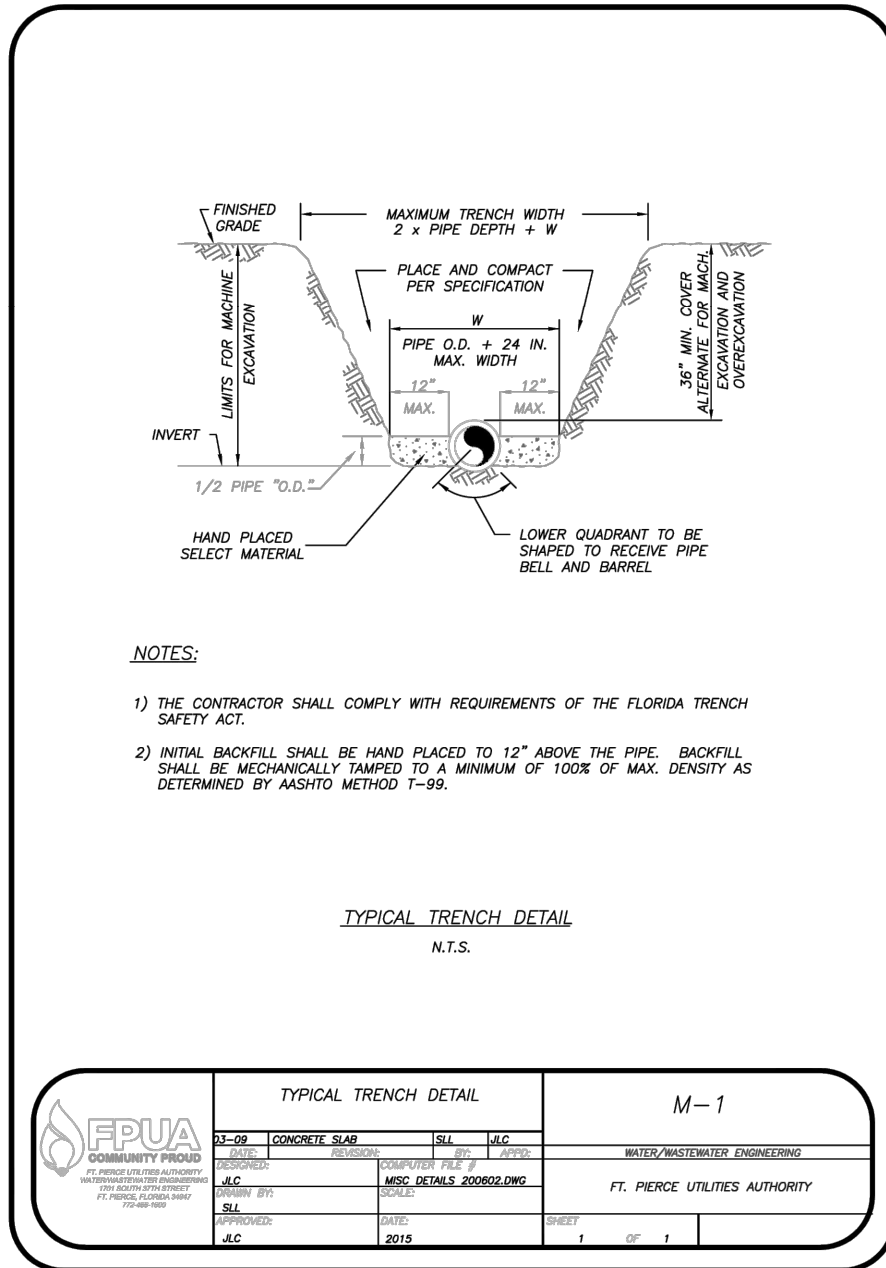 FINISHED
GRADE
MAXIMUM TRENCH WIDTH
2 x PIPE DEPTH + W
PLACE AND COMPACT
PER SPECIFICATION
LIMITS FOR MACHINE
EXCAVATION
W
PIPE O.D. + 24 IN.
MAX. WIDTH
36" MIN. COVER
ALTERNATE FOR MACH.
EXCAVATION AND
OVEREXCAVATION
12"
MAX.
12"
MAX.
INVERT
1/2 PIPE "O.D."
HAND PLACED
SELECT MATERIAL
LOWER QUADRANT TO BE
SHAPED TO RECEIVE PIPE
BELL AND BARREL
NOTES:
1) THE CONTRACTOR SHALL COMPLY WITH REQUIREMENTS OF THE FLORIDA TRENCH
SAFETY ACT.
2) INITIAL BACKFILL SHALL BE HAND PLACED TO 12" ABOVE THE PIPE. BACKFILL
SHALL BE MECHANICALLY TAMPED TO A MINIMUM OF 100% OF MAX. DENSITY AS
DETERMINED BY AASHTO METHOD T-99.
TYPICAL TRENCH DETAIL
N.T.S.
FPUA
COMMUNITY PROUD
FT. PIERCE UTILITIES AUTHORITY
WATER/WASTEWATER ENGINEERING
1701 SOUTH 37TH STREET
FT. PIERCE, FLORIDA 34947
TYPICAL TRENCH DETAIL
03-09 CONCRETE SLAB SLL JLC
DATE: REVISION: BY: APPD:
DESIGNED: COMPUTER FILE #
JLC MISC DETAILS 200602.DWG
DRAWN BY: SCALE:
SLL
APPROVED: DATE:
JLC 2015
M-1
WATER/WASTEWATER ENGINEERING
FT. PIERCE UTILITIES AUTHORITY
SHEET
1 OF 1